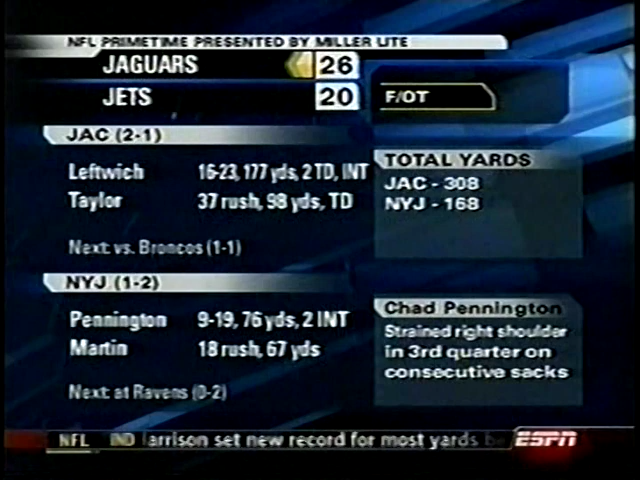 NFL PRIMETIME PRESENTED BY MILLER LITE
JAGUARS 26
JETS 20
F/OT
JAC (2-1)
Leftwich 16-23, 177 yds, 2 TD, INT
Taylor 37 rush, 98 yds, TD
Next: vs. Broncos (1-1)
TOTAL YARDS
JAC - 308
NYJ - 168
NYJ (1-2)
Pennington 9-19, 76 yds, 2 INT
Martin 18 rush, 67 yds
Next: at Ravens (0-2)
Chad Pennington
Strained right shoulder
in 3rd quarter on
consecutive sacks
NFL IND arrison set new record for most yards be ESPN